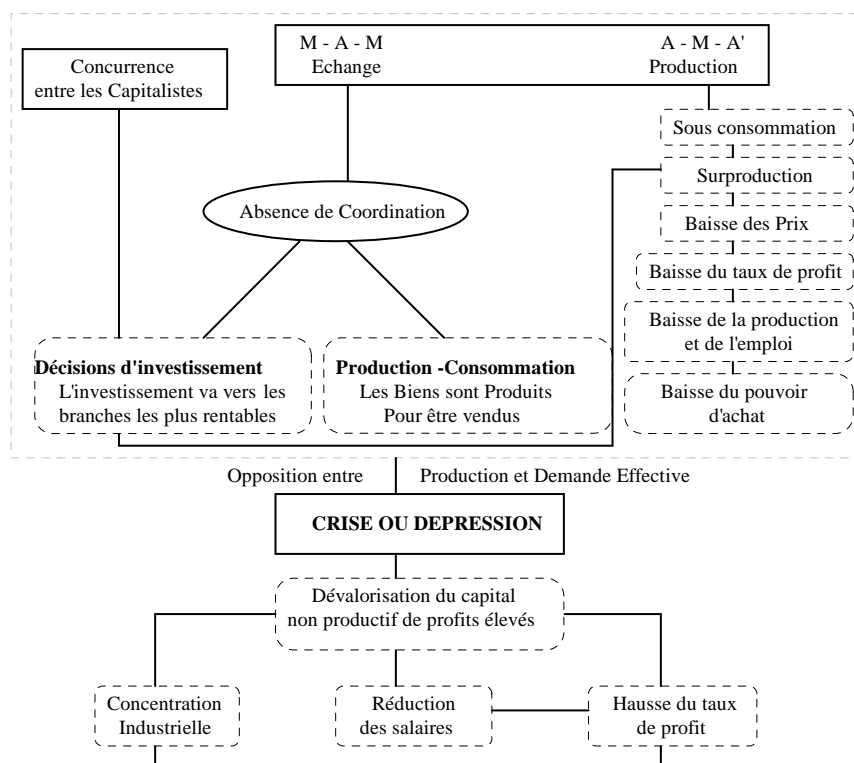 M - A - M
Echange
A - M - A'
Production
Concurrence
entre les Capitalistes
Sous consommation
Surproduction
Absence de Coordination
Baisse des Prix
Baisse du taux de profit
Baisse de la production
et de l'emploi
Baisse du pouvoir
d'achat
Décisions d'investissement
L'investissement va vers les
branches les plus rentables
Production -Consommation
Les Biens sont Produits
Pour être vendus
Opposition entre
Production et Demande Effective
CRISE OU DEPRESSION
Dévalorisation du capital
non productif de profits élevés
Concentration
Industrielle
Réduction
des salaires
Hausse du taux
de profit